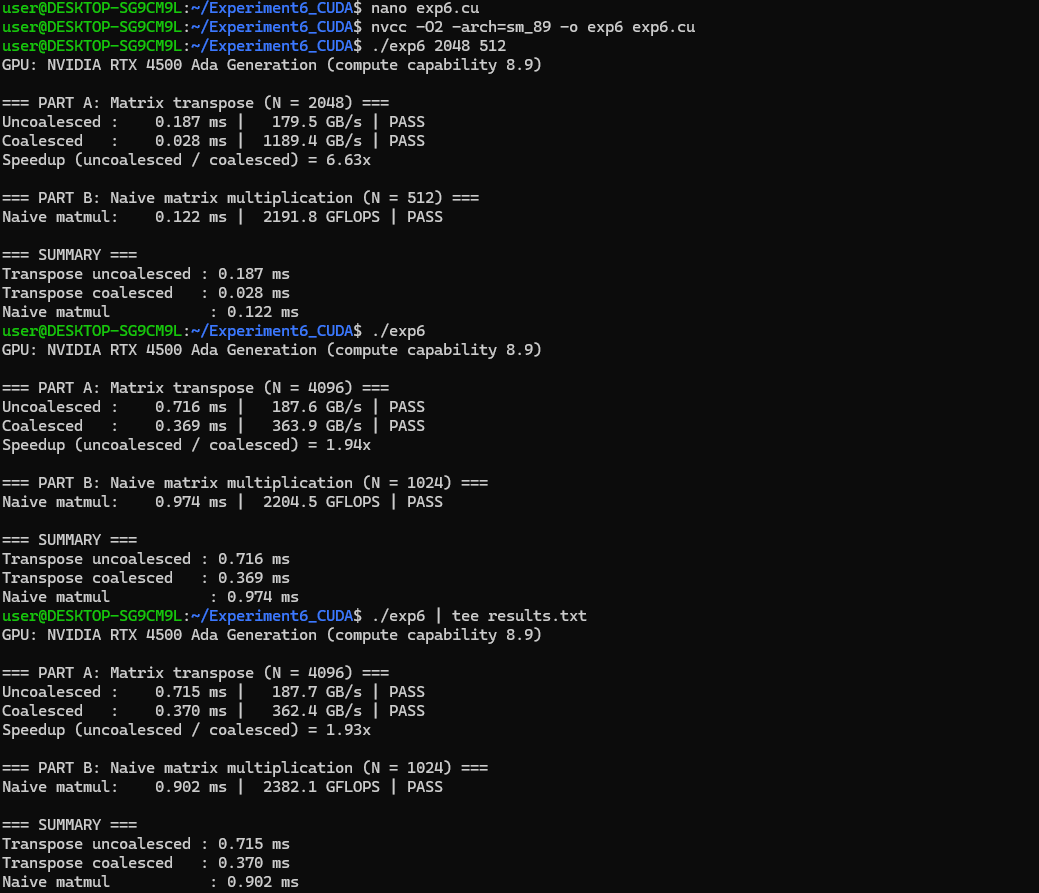 user@DESKTOP-SG9CM9L:~/Experiment6_CUDA$ nano exp6.cu
user@DESKTOP-SG9CM9L:~/Experiment6_CUDA$ nvcc -O2 -arch=sm_89 -o exp6 exp6.cu
user@DESKTOP-SG9CM9L:~/Experiment6_CUDA$ ./exp6 2048 512
GPU: NVIDIA RTX 4500 Ada Generation (compute capability 8.9)

=== PART A: Matrix transpose (N = 2048) ===
Uncoalesced :    0.187 ms |   179.5 GB/s | PASS
Coalesced   :    0.028 ms |  1189.4 GB/s | PASS
Speedup (uncoalesced / coalesced) = 6.63x

=== PART B: Naive matrix multiplication (N = 512) ===
Naive matmul:    0.122 ms |  2191.8 GFLOPS | PASS

=== SUMMARY ===
Transpose uncoalesced : 0.187 ms
Transpose coalesced   : 0.028 ms
Naive matmul           : 0.122 ms
user@DESKTOP-SG9CM9L:~/Experiment6_CUDA$ ./exp6
GPU: NVIDIA RTX 4500 Ada Generation (compute capability 8.9)

=== PART A: Matrix transpose (N = 4096) ===
Uncoalesced :    0.716 ms |   187.6 GB/s | PASS
Coalesced   :    0.369 ms |   363.9 GB/s | PASS
Speedup (uncoalesced / coalesced) = 1.94x

=== PART B: Naive matrix multiplication (N = 1024) ===
Naive matmul:    0.974 ms |  2204.5 GFLOPS | PASS

=== SUMMARY ===
Transpose uncoalesced : 0.716 ms
Transpose coalesced   : 0.369 ms
Naive matmul           : 0.974 ms
user@DESKTOP-SG9CM9L:~/Experiment6_CUDA$ ./exp6 | tee results.txt
GPU: NVIDIA RTX 4500 Ada Generation (compute capability 8.9)

=== PART A: Matrix transpose (N = 4096) ===
Uncoalesced :    0.715 ms |   187.7 GB/s | PASS
Coalesced   :    0.370 ms |   362.4 GB/s | PASS
Speedup (uncoalesced / coalesced) = 1.93x

=== PART B: Naive matrix multiplication (N = 1024) ===
Naive matmul:    0.902 ms |  2382.1 GFLOPS | PASS

=== SUMMARY ===
Transpose uncoalesced : 0.715 ms
Transpose coalesced   : 0.370 ms
Naive matmul           : 0.902 ms